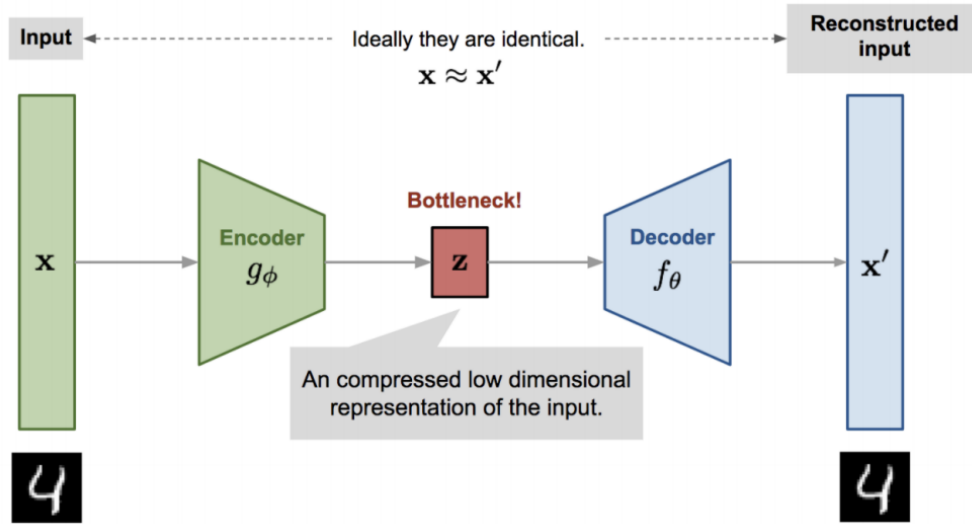 Input
Ideally they are identical.
x ≈ x′
Reconstructed
input
Bottleneck!
x
Encoder
gϕ
z
Decoder
fθ
x′
An compressed low dimensional
representation of the input.
4
4